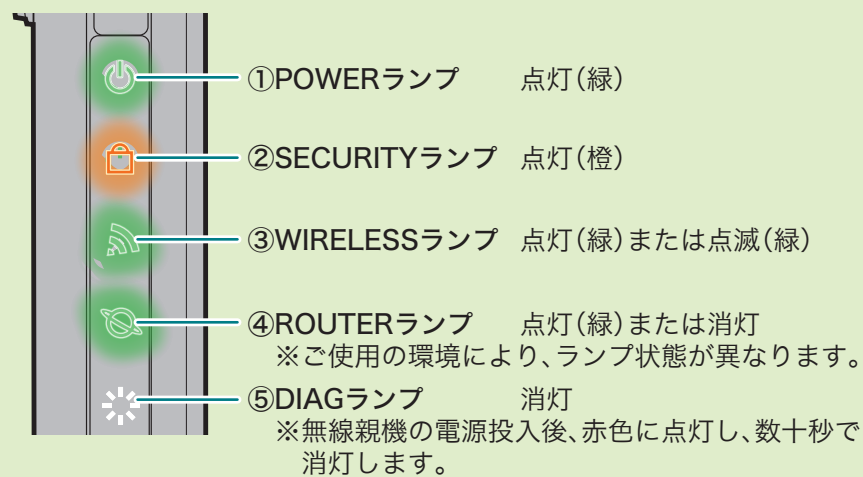 ①POWERランプ 点灯(緑)
②SECURITYランプ 点灯(橙)
③WIRELESSランプ 点灯(緑)または点滅(緑)
④ROUTERランプ 点灯(緑)または消灯
※ご使用の環境により、ランプ状態が異なります。
⑤DIAGランプ 消灯
※無線親機の電源投入後、赤色に点灯し、数十秒で
消灯します。